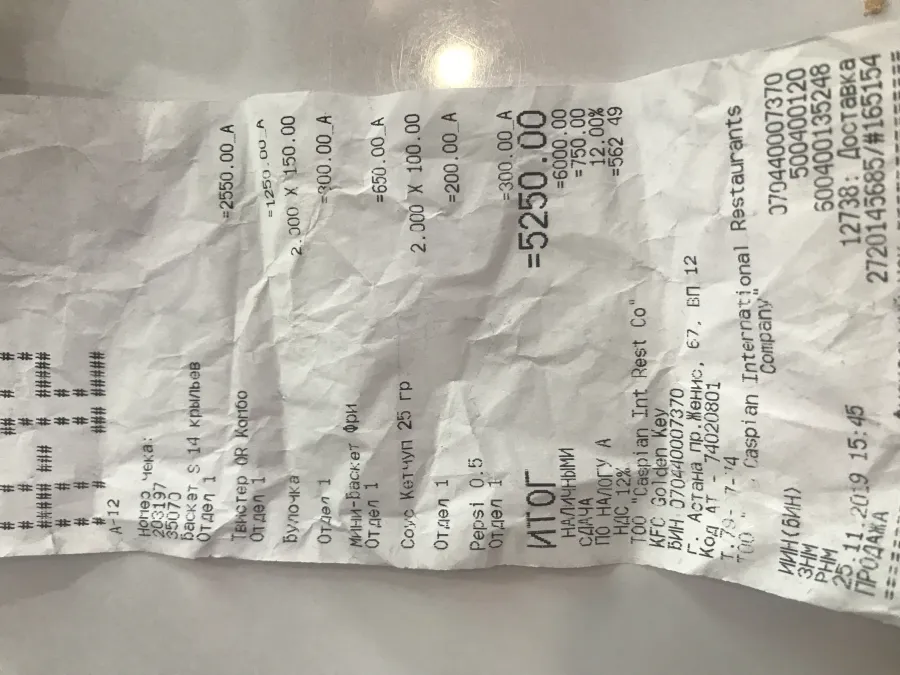 # # # #
# # ## #
##### ### # #####
# # # #
# # # #
# ### ### #####
А-12
Номер чека:
203197
Баскет S 14 крыльев
Отдел 1 =2550.00_А
Твистер OR Комбо
Отдел 1 =1250.00_А
Булочка 2.000 X 150.00
Отдел 1 =300.00_А
Мини-Баскет Фри
Отдел 1 =650.00_А
Соус Кетчуп 25 гр
2.000 X 100.00
Отдел 1 =200.00_А
Pepsi 0.5
Отдел 1 =300.00_А
ИТОГ =5250.00
НАЛИЧНЫМИ =6000.00
СДАЧА =750.00
ПО НАЛОГУ А 12.00%
НДС 12% =562 49
ТОО "Caspian Int Rest Co"
KFC Golden Key
БИН 070440007370
Г. Астана пр.Женис, 67, ВП 12
Код АТ - 74020801
Caspian International Restaurants
Company"
ИИН(БИН) 070440007370
ЗНМ 500400120
РНМ 600400135248
25.11.2019 15:45 12738: Доставка
ПРОДАЖА 2720145685/#165154